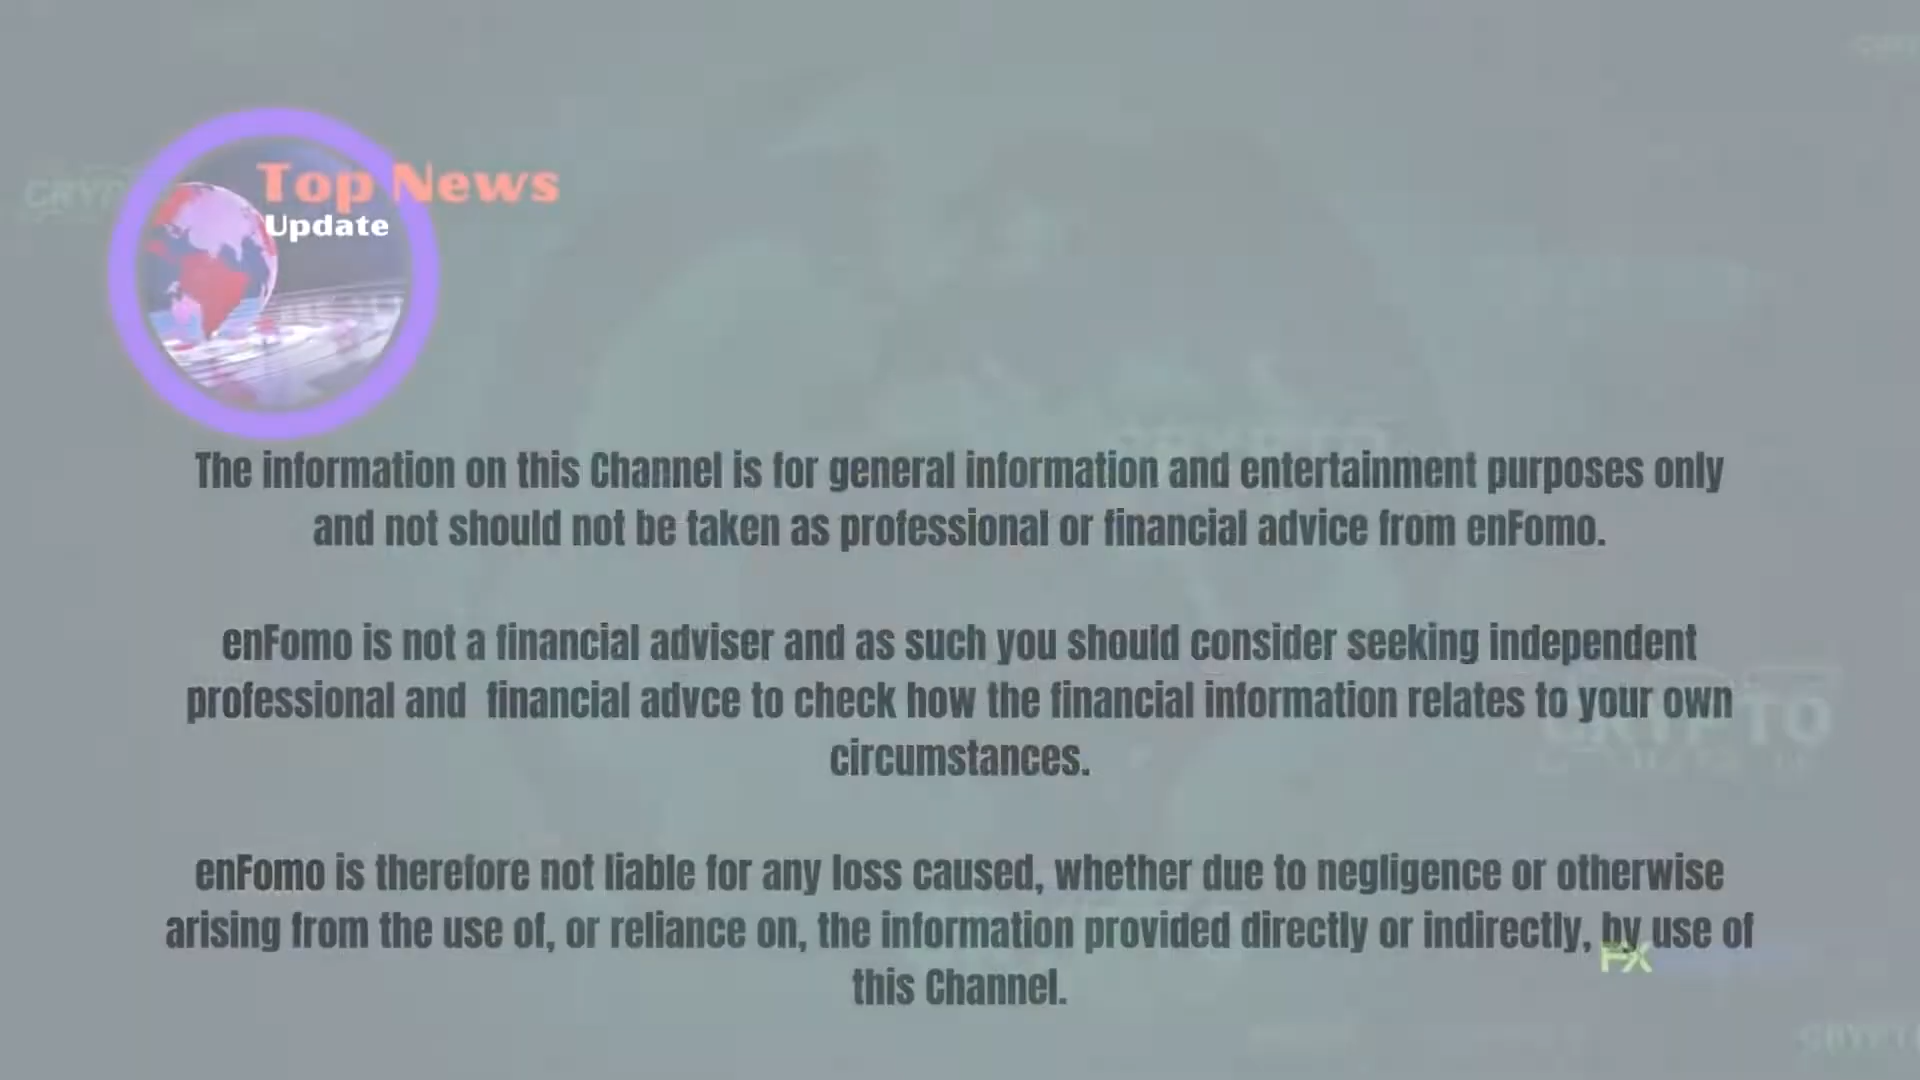 CRYPTO
Top News
Update
The information on this Channel is for general information and entertainment purposes only
and not should not be taken as professional or financial advice from enFomo.
enFomo is not a financial adviser and as such you should consider seeking independent
professional and  financial advce to check how the financial information relates to your own
circumstances.
CRYPTO
enFomo is therefore not liable for any loss caused, whether due to negligence or otherwise
arising from the use of, or reliance on, the information provided directly or indirectly, by use of
FX
this Channel.